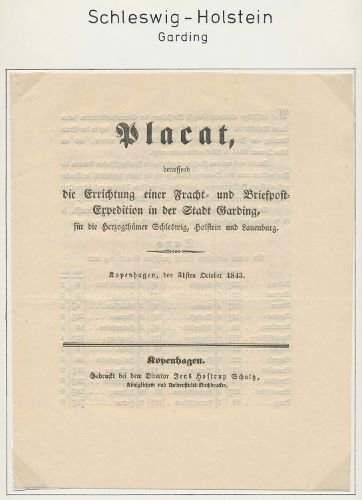 Schleswig-Holstein
Garding
Placat,
betreffend
die Errichtung einer Fracht- und Briefpost-
Expedition in der Stadt Garding,
für die Herzogthümer Schleswig, Holstein und Lauenburg.
Kopenhagen, den 31sten October 1843.
Kopenhagen.
Gedruckt bei dem Director Jens Hostrup Schultz,
Königlichem und Universitäts-Buchdrucker.